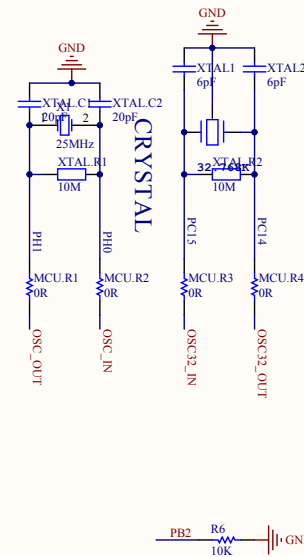 GND
GND
XTAL.C1
XTAL.C2
20pF
20pF
X1
1
2
25MHz
XTAL.R1
10M
PH1
PH0
MCU.R1
0R
MCU.R2
0R
OSC_OUT
OSC_IN
CRYSTAL
XTAL1
6pF
XTAL2
6pF
XTAL.R2
32.768K
10M
PC15
PC14
MCU.R3
0R
MCU.R4
0R
OSC32_IN
OSC32_OUT
PB2
R6
10K
GN